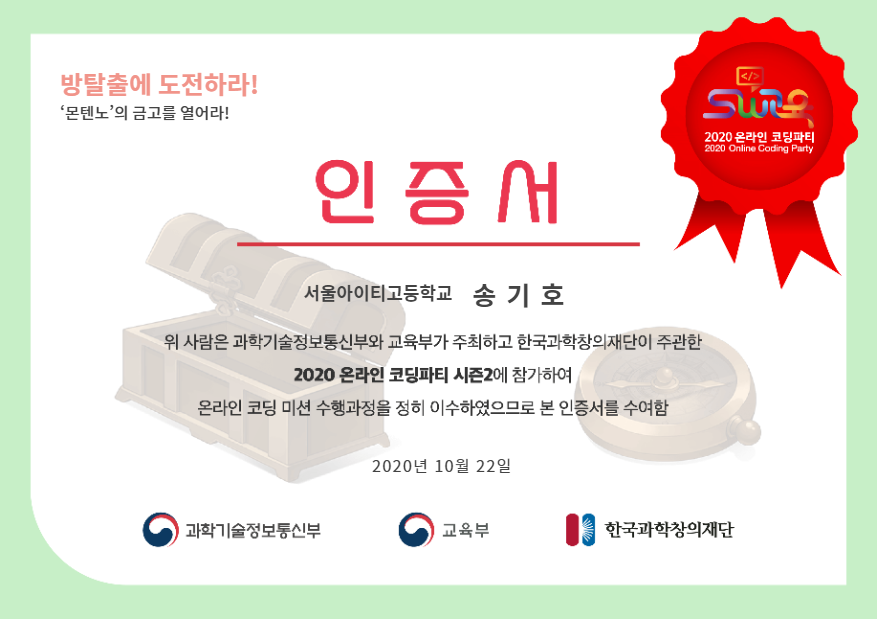 방탈출에 도전하라!
‘몬텐노’의 금고를 열어라!
</>
SW
2020 온라인 코딩파티
2020 Online Coding Party
인증서
서울아이티고등학교 송 기 호
위 사람은 과학기술정보통신부와 교육부가 주최하고 한국과학창의재단이 주관한
2020 온라인 코딩파티 시즌2에 참가하여
온라인 코딩 미션 수행과정을 정히 이수하였으므로 본 인증서를 수여함
2020년 10월 22일
과학기술정보통신부 교육부 한국과학창의재단